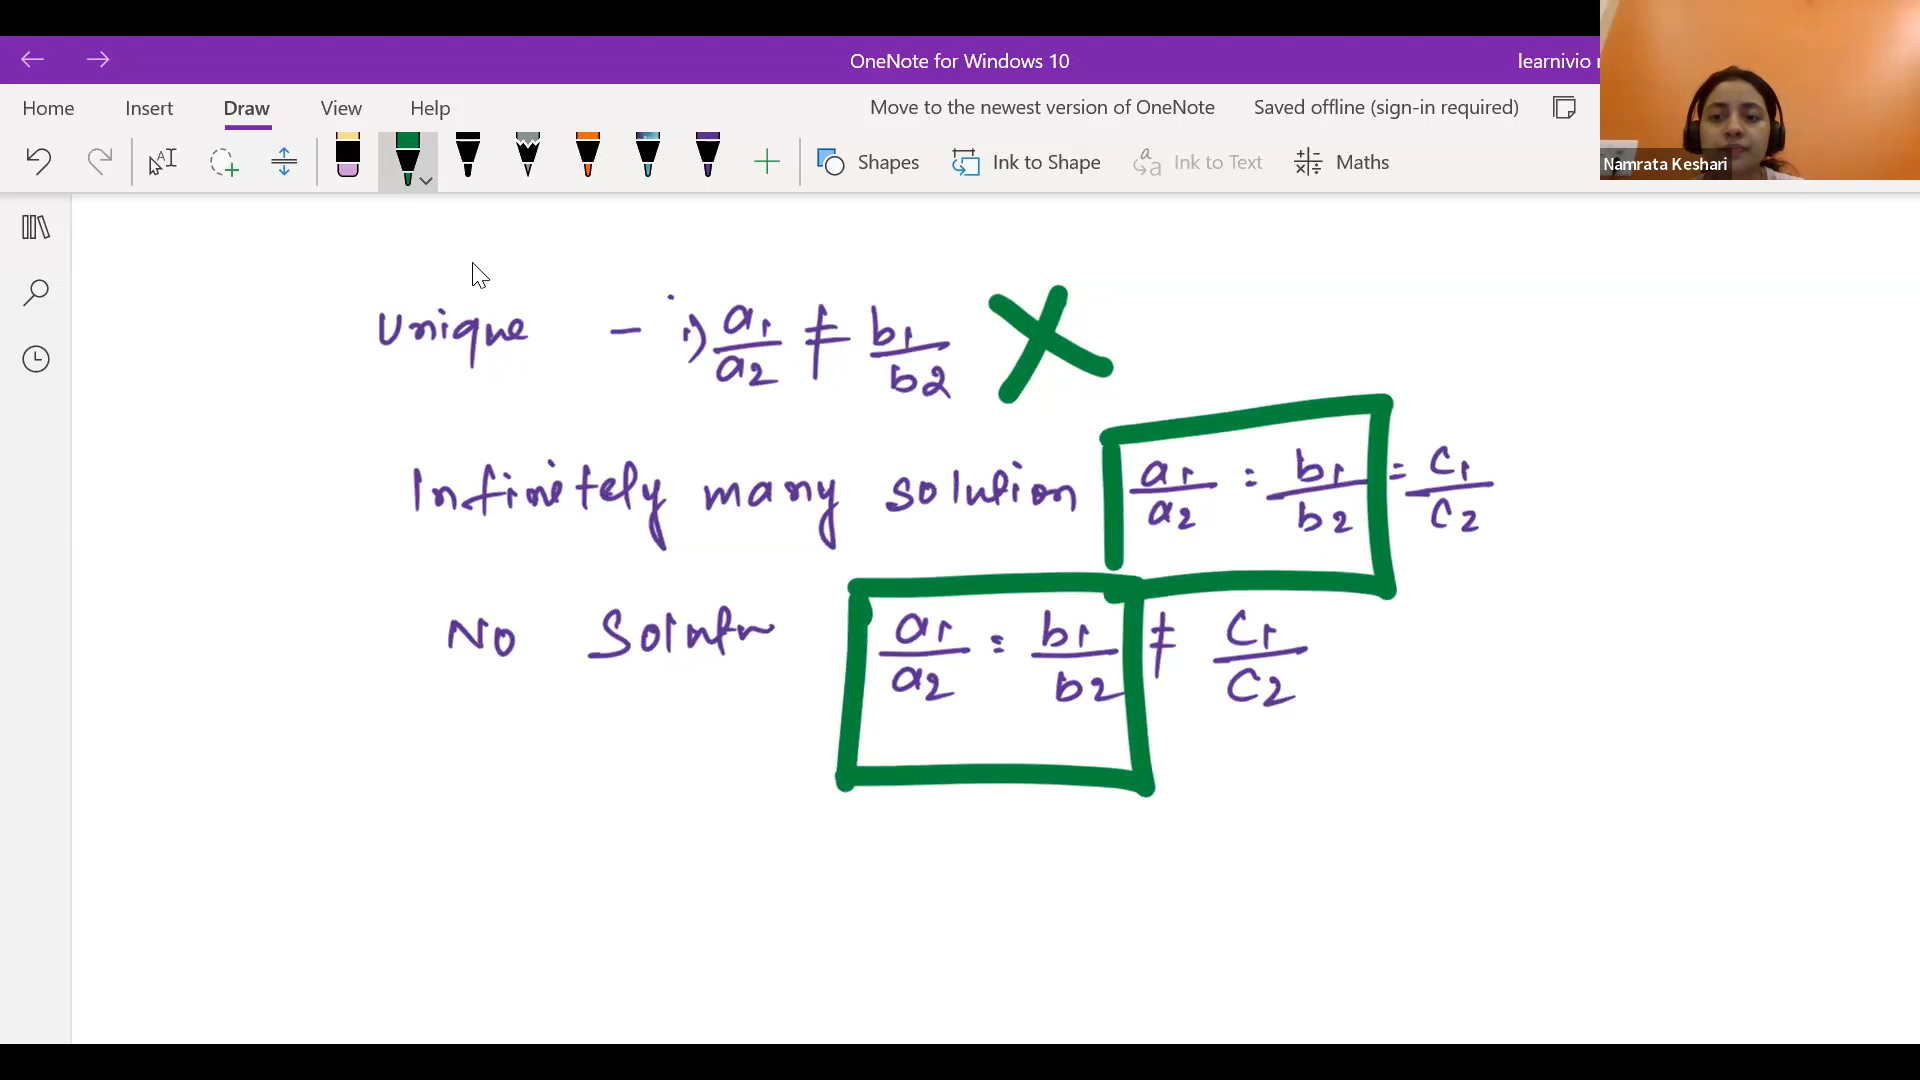 OneNote for Windows 10
learnivio
Home Insert Draw View Help Move to the newest version of OneNote Saved offline (sign-in required)
Shapes Ink to Shape Ink to Text Maths
Namrata Keshari
Unique - i) a1/a2 ≠ b1/b2
Infinitely many solution a1/a2 = b1/b2 = c1/c2
No a1/a2 = b1/b2 ≠ c1/c2